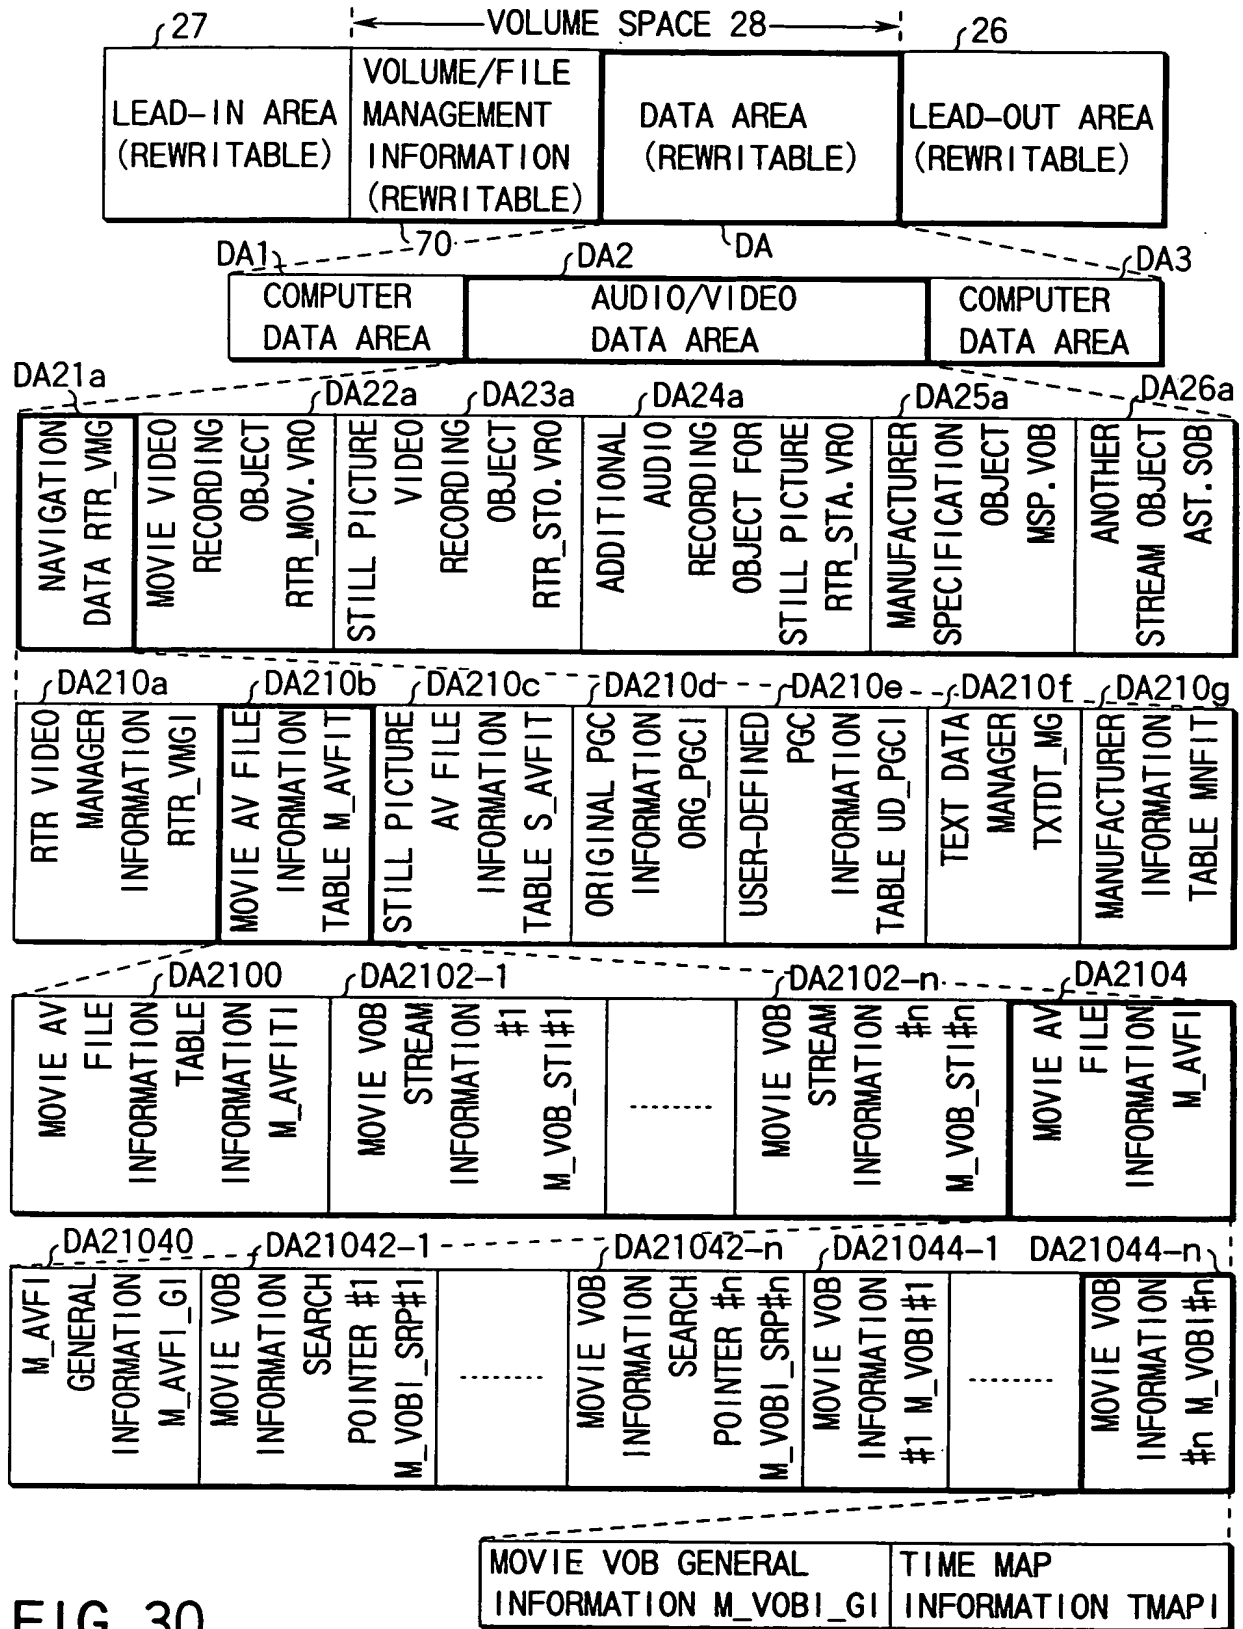 27
VOLUME SPACE 28
26
LEAD-IN AREA
(REWRITABLE)
VOLUME/FILE
MANAGEMENT
INFORMATION
(REWRITABLE)
DATA AREA
(REWRITABLE)
LEAD-OUT AREA
(REWRITABLE)
70
DA
DA1
DA2
DA3
COMPUTER
DATA AREA
AUDIO/VIDEO
DATA AREA
COMPUTER
DATA AREA
DA21a
DA22a
DA23a
DA24a
DA25a
DA26a
NAVIGATION
DATA RTR_VMG
MOVIE VIDEO
RECORDING
OBJECT
RTR_MOV.VRO
STILL PICTURE
VIDEO
RECORDING
OBJECT
RTR_STO.VRO
ADDITIONAL
AUDIO
RECORDING
OBJECT FOR
STILL PICTURE
RTR_STA.VRO
MANUFACTURER
SPECIFICATION
OBJECT
MSP.VOB
ANOTHER
STREAM OBJECT
AST.SOB
DA210a
DA210b
DA210c
DA210d
DA210e
DA210f
DA210g
RTR VIDEO
MANAGER
INFORMATION
RTR_VMGI
MOVIE AV FILE
INFORMATION
TABLE M_AVFIT
STILL PICTURE
AV FILE
INFORMATION
TABLE S_AVFIT
ORIGINAL PGC
INFORMATION
ORG_PGCI
USER-DEFINED
PGC
INFORMATION
TABLE UD_PGCI
TEXT DATA
MANAGER
TXTDT_MG
MANUFACTURER
INFORMATION
TABLE MNFIT
DA2100
DA2102-1
DA2102-n
DA2104
MOVIE AV
FILE
INFORMATION
TABLE
INFORMATION
M_AVFITI
MOVIE VOB
STREAM
INFORMATION
#1
M_VOB_STI#1
.........
MOVIE VOB
STREAM
INFORMATION
#n
M_VOB_STI#n
MOVIE AV
FILE
INFORMATION
M_AVFI
DA21040
DA21042-1
DA21042-n
DA21044-1
DA21044-n
M_AVFI
GENERAL
INFORMATION
M_AVFI_GI
MOVIE VOB
INFORMATION
SEARCH
POINTER #1
M_VOBI_SRP#1
.........
MOVIE VOB
INFORMATION
SEARCH
POINTER #n
M_VOBI_SRP#n
MOVIE VOB
INFORMATION
#1 M_VOBI#1
.........
MOVIE VOB
INFORMATION
#n M_VOBI#n
MOVIE VOB GENERAL
INFORMATION M_VOBI_GI
TIME MAP
INFORMATION TMAPI
FIG. 30